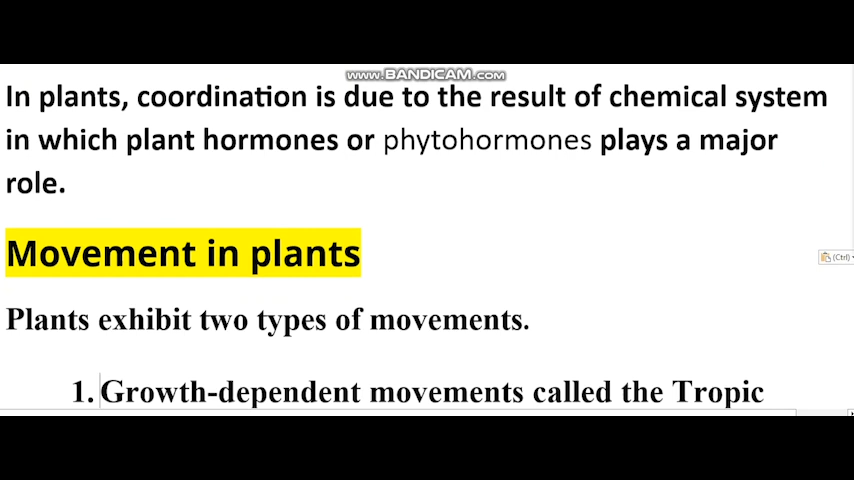 www.BANDICAM.com
In plants, coordination is due to the result of chemical system
in which plant hormones or phytohormones plays a major
role.
Movement in plants
(Ctrl)
Plants exhibit two types of movements.
1. Growth-dependent movements called the Tropic